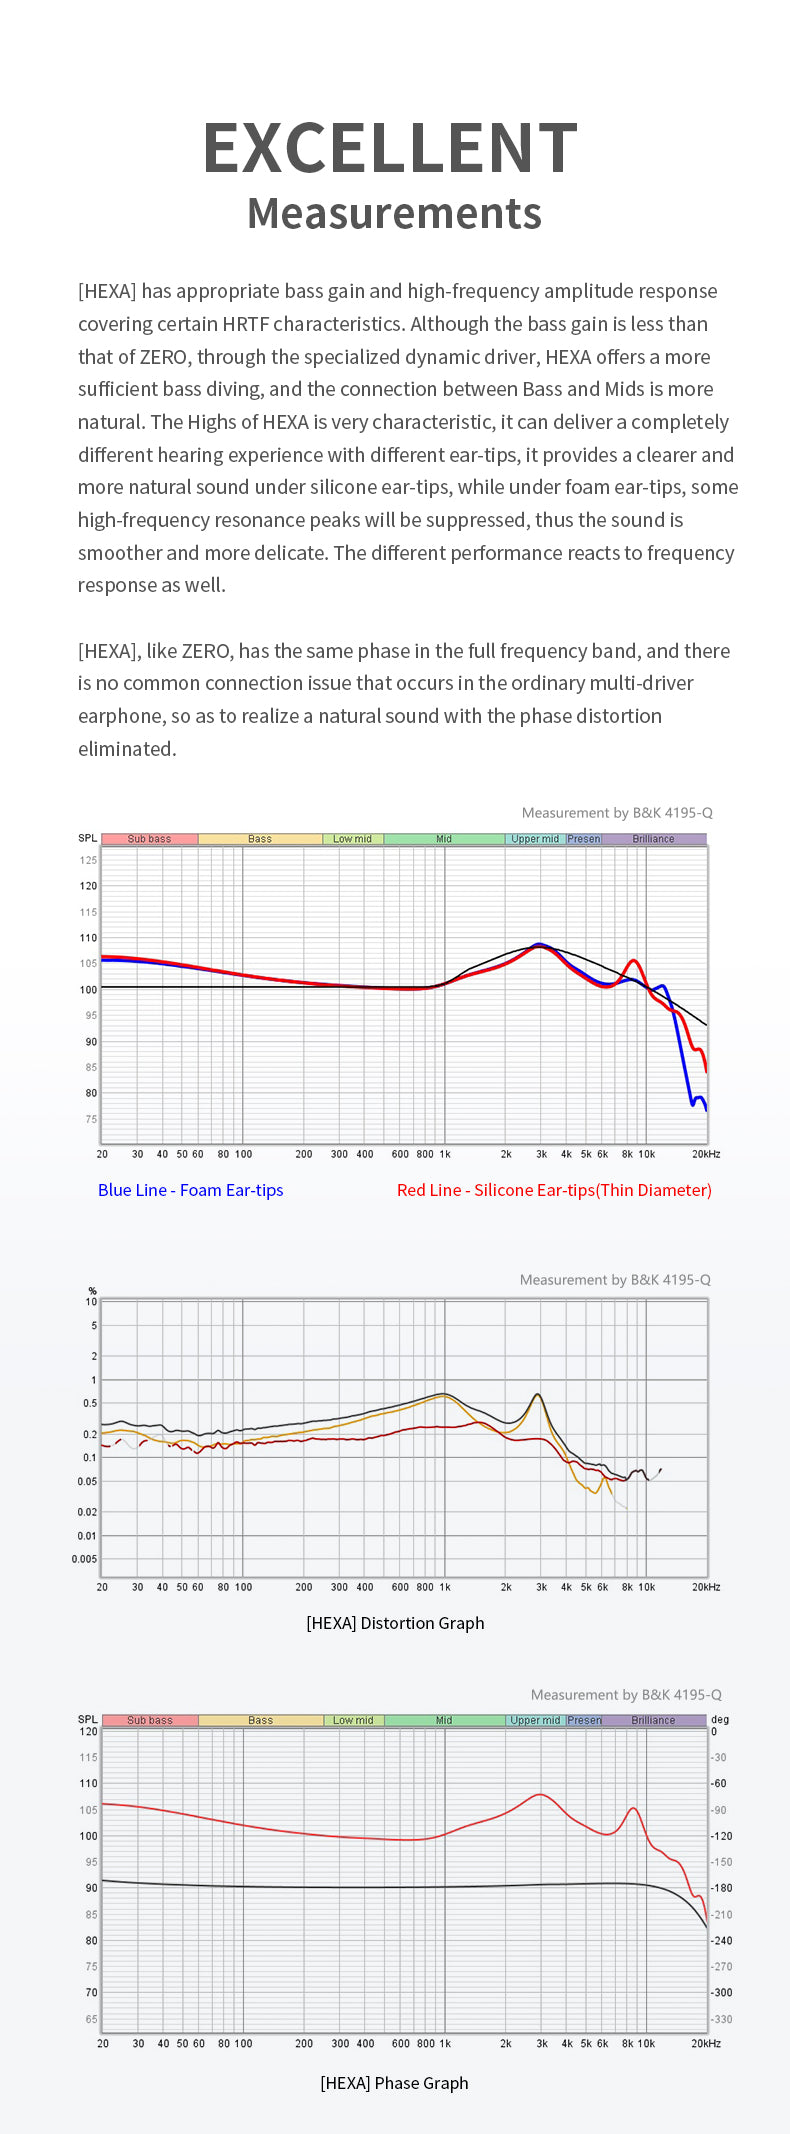 EXCELLENT
Measurements
[HEXA] has appropriate bass gain and high-frequency amplitude response
covering certain HRTF characteristics. Although the bass gain is less than
that of ZERO, through the specialized dynamic driver, HEXA offers a more
sufficient bass diving, and the connection between Bass and Mids is more
natural. The Highs of HEXA is very characteristic, it can deliver a completely
different hearing experience with different ear-tips, it provides a clearer and
more natural sound under silicone ear-tips, while under foam ear-tips, some
high-frequency resonance peaks will be suppressed, thus the sound is
smoother and more delicate. The different performance reacts to frequency
response as well.
[HEXA], like ZERO, has the same phase in the full frequency band, and there
is no common connection issue that occurs in the ordinary multi-driver
earphone, so as to realize a natural sound with the phase distortion
eliminated.
Measurement by B&K 4195-Q
SPL Sub bass Bass Low mid Mid Upper mid Presen Brilliance
125
120
115
110
105
100
95
90
85
80
75
20 30 40 50 60 80 100 200 300 400 600 800 1k 2k 3k 4k 5k 6k 8k 10k 20kHz
Blue Line - Foam Ear-tips Red Line - Silicone Ear-tips(Thin Diameter)
Measurement by B&K 4195-Q
%
10
5
2
1
0.5
0.2
0.1
0.05
0.02
0.01
0.005
20 30 40 50 60 80 100 200 300 400 600 800 1k 2k 3k 4k 5k 6k 8k 10k 20kHz
[HEXA] Distortion Graph
Measurement by B&K 4195-Q
SPL Sub bass Bass Low mid Mid Upper mid Presen Brilliance deg
120 0
115 -30
110 -60
105 -90
100 -120
95 -150
90 -180
85 -210
80 -240
75 -270
70 -300
65 -330
20 30 40 50 60 80 100 200 300 400 600 800 1k 2k 3k 4k 5k 6k 8k 10k 20kHz
[HEXA] Phase Graph